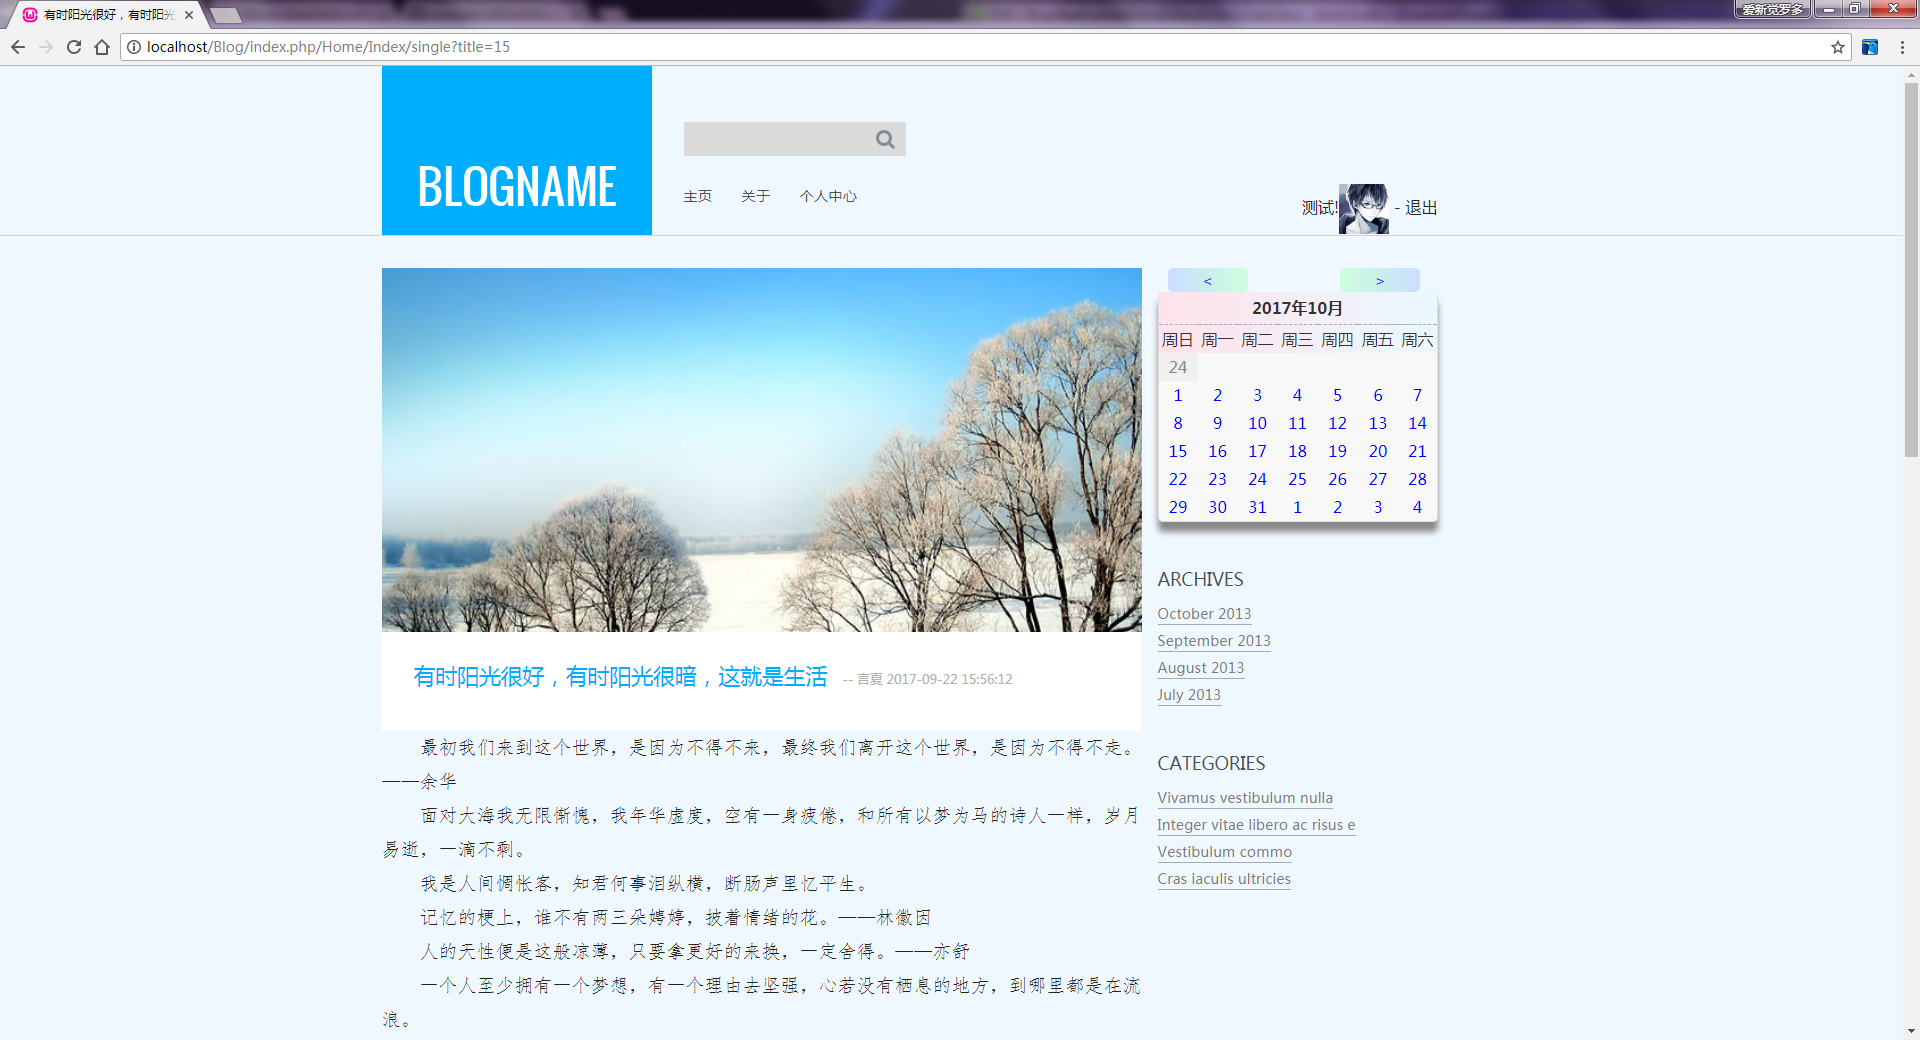 有时阳光很好，有时阳光
爱新觉罗多
localhost/Blog/index.php/Home/Index/single?title=15
BLOGNAME
主页 关于 个人中心
测试! - 退出
< >
2017年10月
周日 周一 周二 周三 周四 周五 周六
24
1 2 3 4 5 6 7
8 9 10 11 12 13 14
15 16 17 18 19 20 21
22 23 24 25 26 27 28
29 30 31 1 2 3 4
有时阳光很好，有时阳光很暗，这就是生活 -- 言夏 2017-09-22 15:56:12
最初我们来到这个世界，是因为不得不来，最终我们离开这个世界，是因为不得不走。
——余华
面对大海我无限惭愧，我年华虚度，空有一身疲倦，和所有以梦为马的诗人一样，岁月
易逝，一滴不剩。
我是人间惆怅客，知君何事泪纵横，断肠声里忆平生。
记忆的梗上，谁不有两三朵娉婷，披着情绪的花。——林徽因
人的天性便是这般凉薄，只要拿更好的来换，一定舍得。——亦舒
一个人至少拥有一个梦想，有一个理由去坚强，心若没有栖息的地方，到哪里都是在流
浪。
ARCHIVES
October 2013
September 2013
August 2013
July 2013
CATEGORIES
Vivamus vestibulum nulla
Integer vitae libero ac risus e
Vestibulum commo
Cras iaculis ultricies